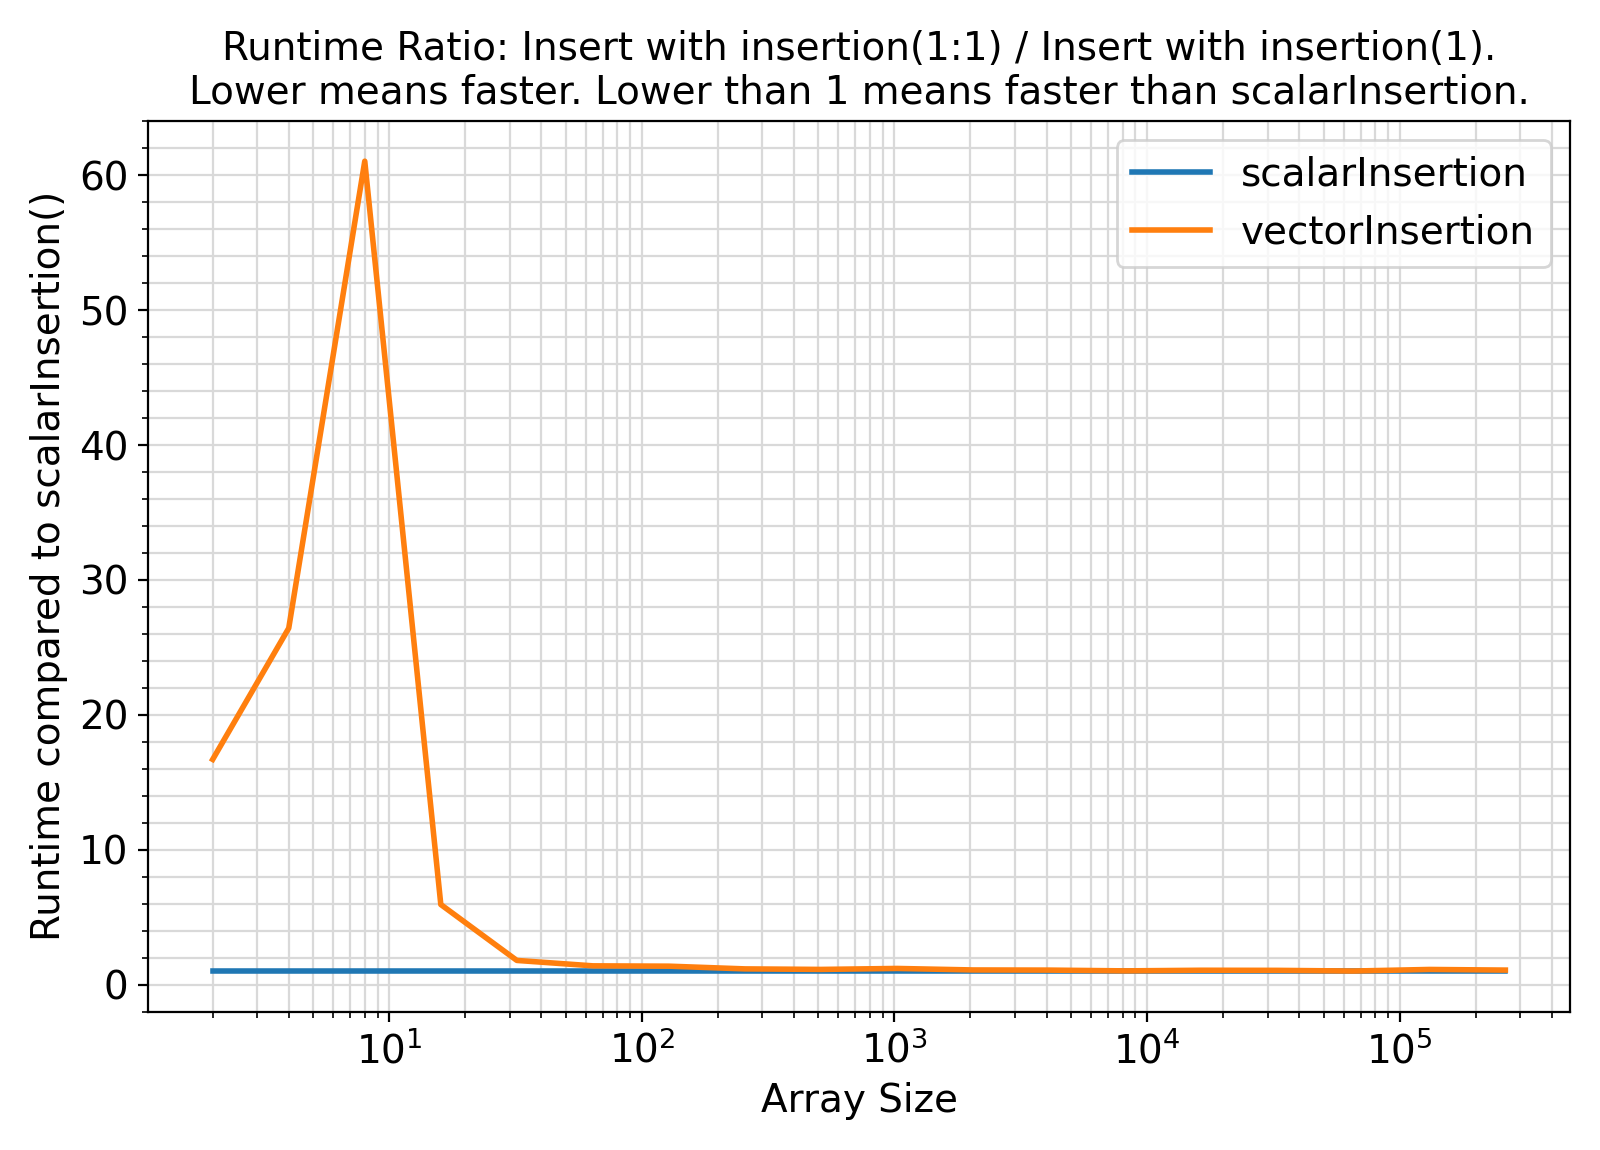 Runtime Ratio: Insert with insertion(1:1) / Insert with insertion(1).
Lower means faster. Lower than 1 means faster than scalarInsertion.
Runtime compared to scalarInsertion()
60
50
40
30
20
10
0
scalarInsertion
vectorInsertion
10¹
10²
10³
10⁴
10⁵
Array Size